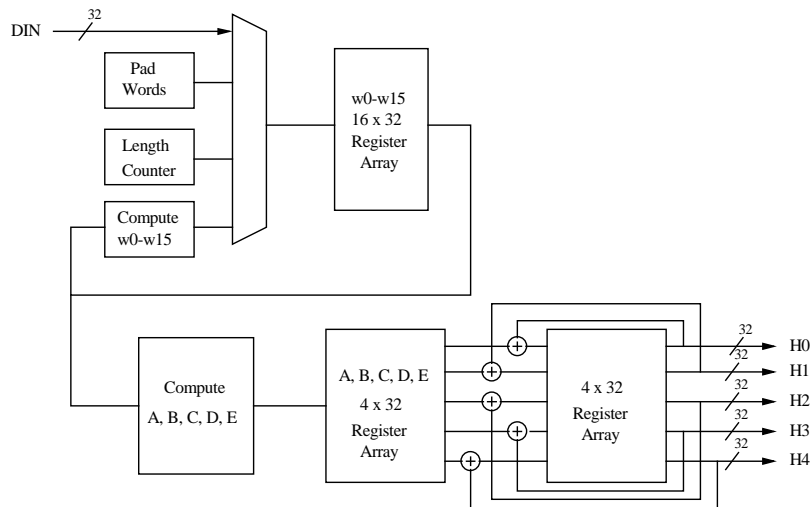 DIN
32
Pad
Words
Length
Counter
Compute
w0-w15
w0-w15
16 x 32
Register
Array
Compute
A, B, C, D, E
A, B, C, D, E
4 x 32
Register
Array
4 x 32
Register
Array
32
H0
32
H1
32
H2
32
H3
32
H4